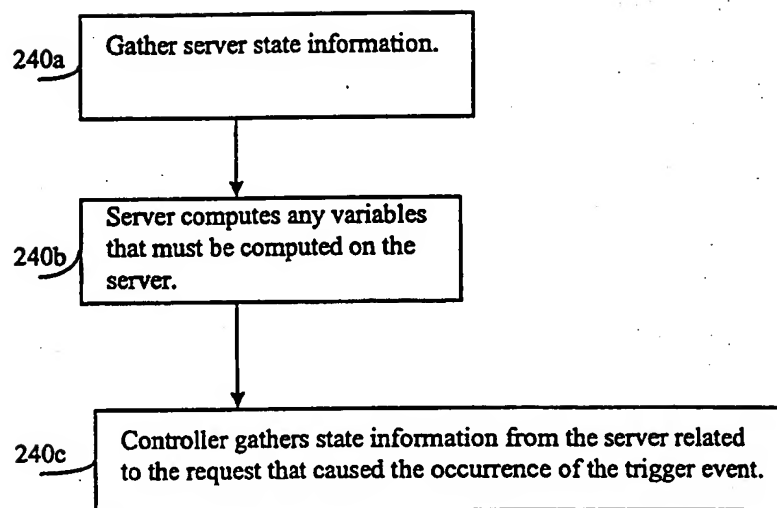 240a
Gather server state information.
240b
Server computes any variables
that must be computed on the
server.
240c
Controller gathers state information from the server related
to the request that caused the occurrence of the trigger event.